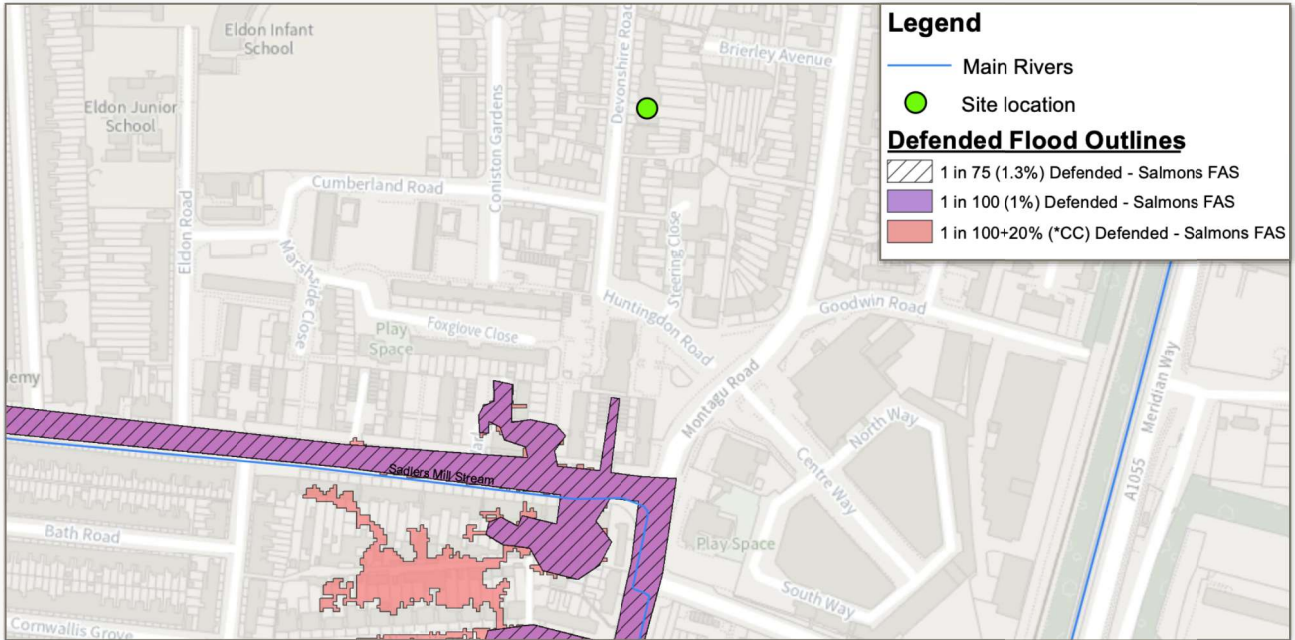 Legend
Main Rivers
Site location
Defended Flood Outlines
1 in 75 (1.3%) Defended - Salmons FAS
1 in 100 (1%) Defended - Salmons FAS
1 in 100+20% (*CC) Defended - Salmons FAS
Eldon Infant
School
Devonshire Road
Brierley Avenue
Eldon Junior
School
Coniston Gardens
Cumberland Road
Eldon Road
Marshside Close
Steering Close
Huntingdon Road
Goodwin Road
Play
Space
Foxglove Close
Montagu Road
Meridian Way
A1055
North Way
Centre Way
Sadlers Mill Stream
Bath Road
Play Space
South Way
Cornwallis Grove